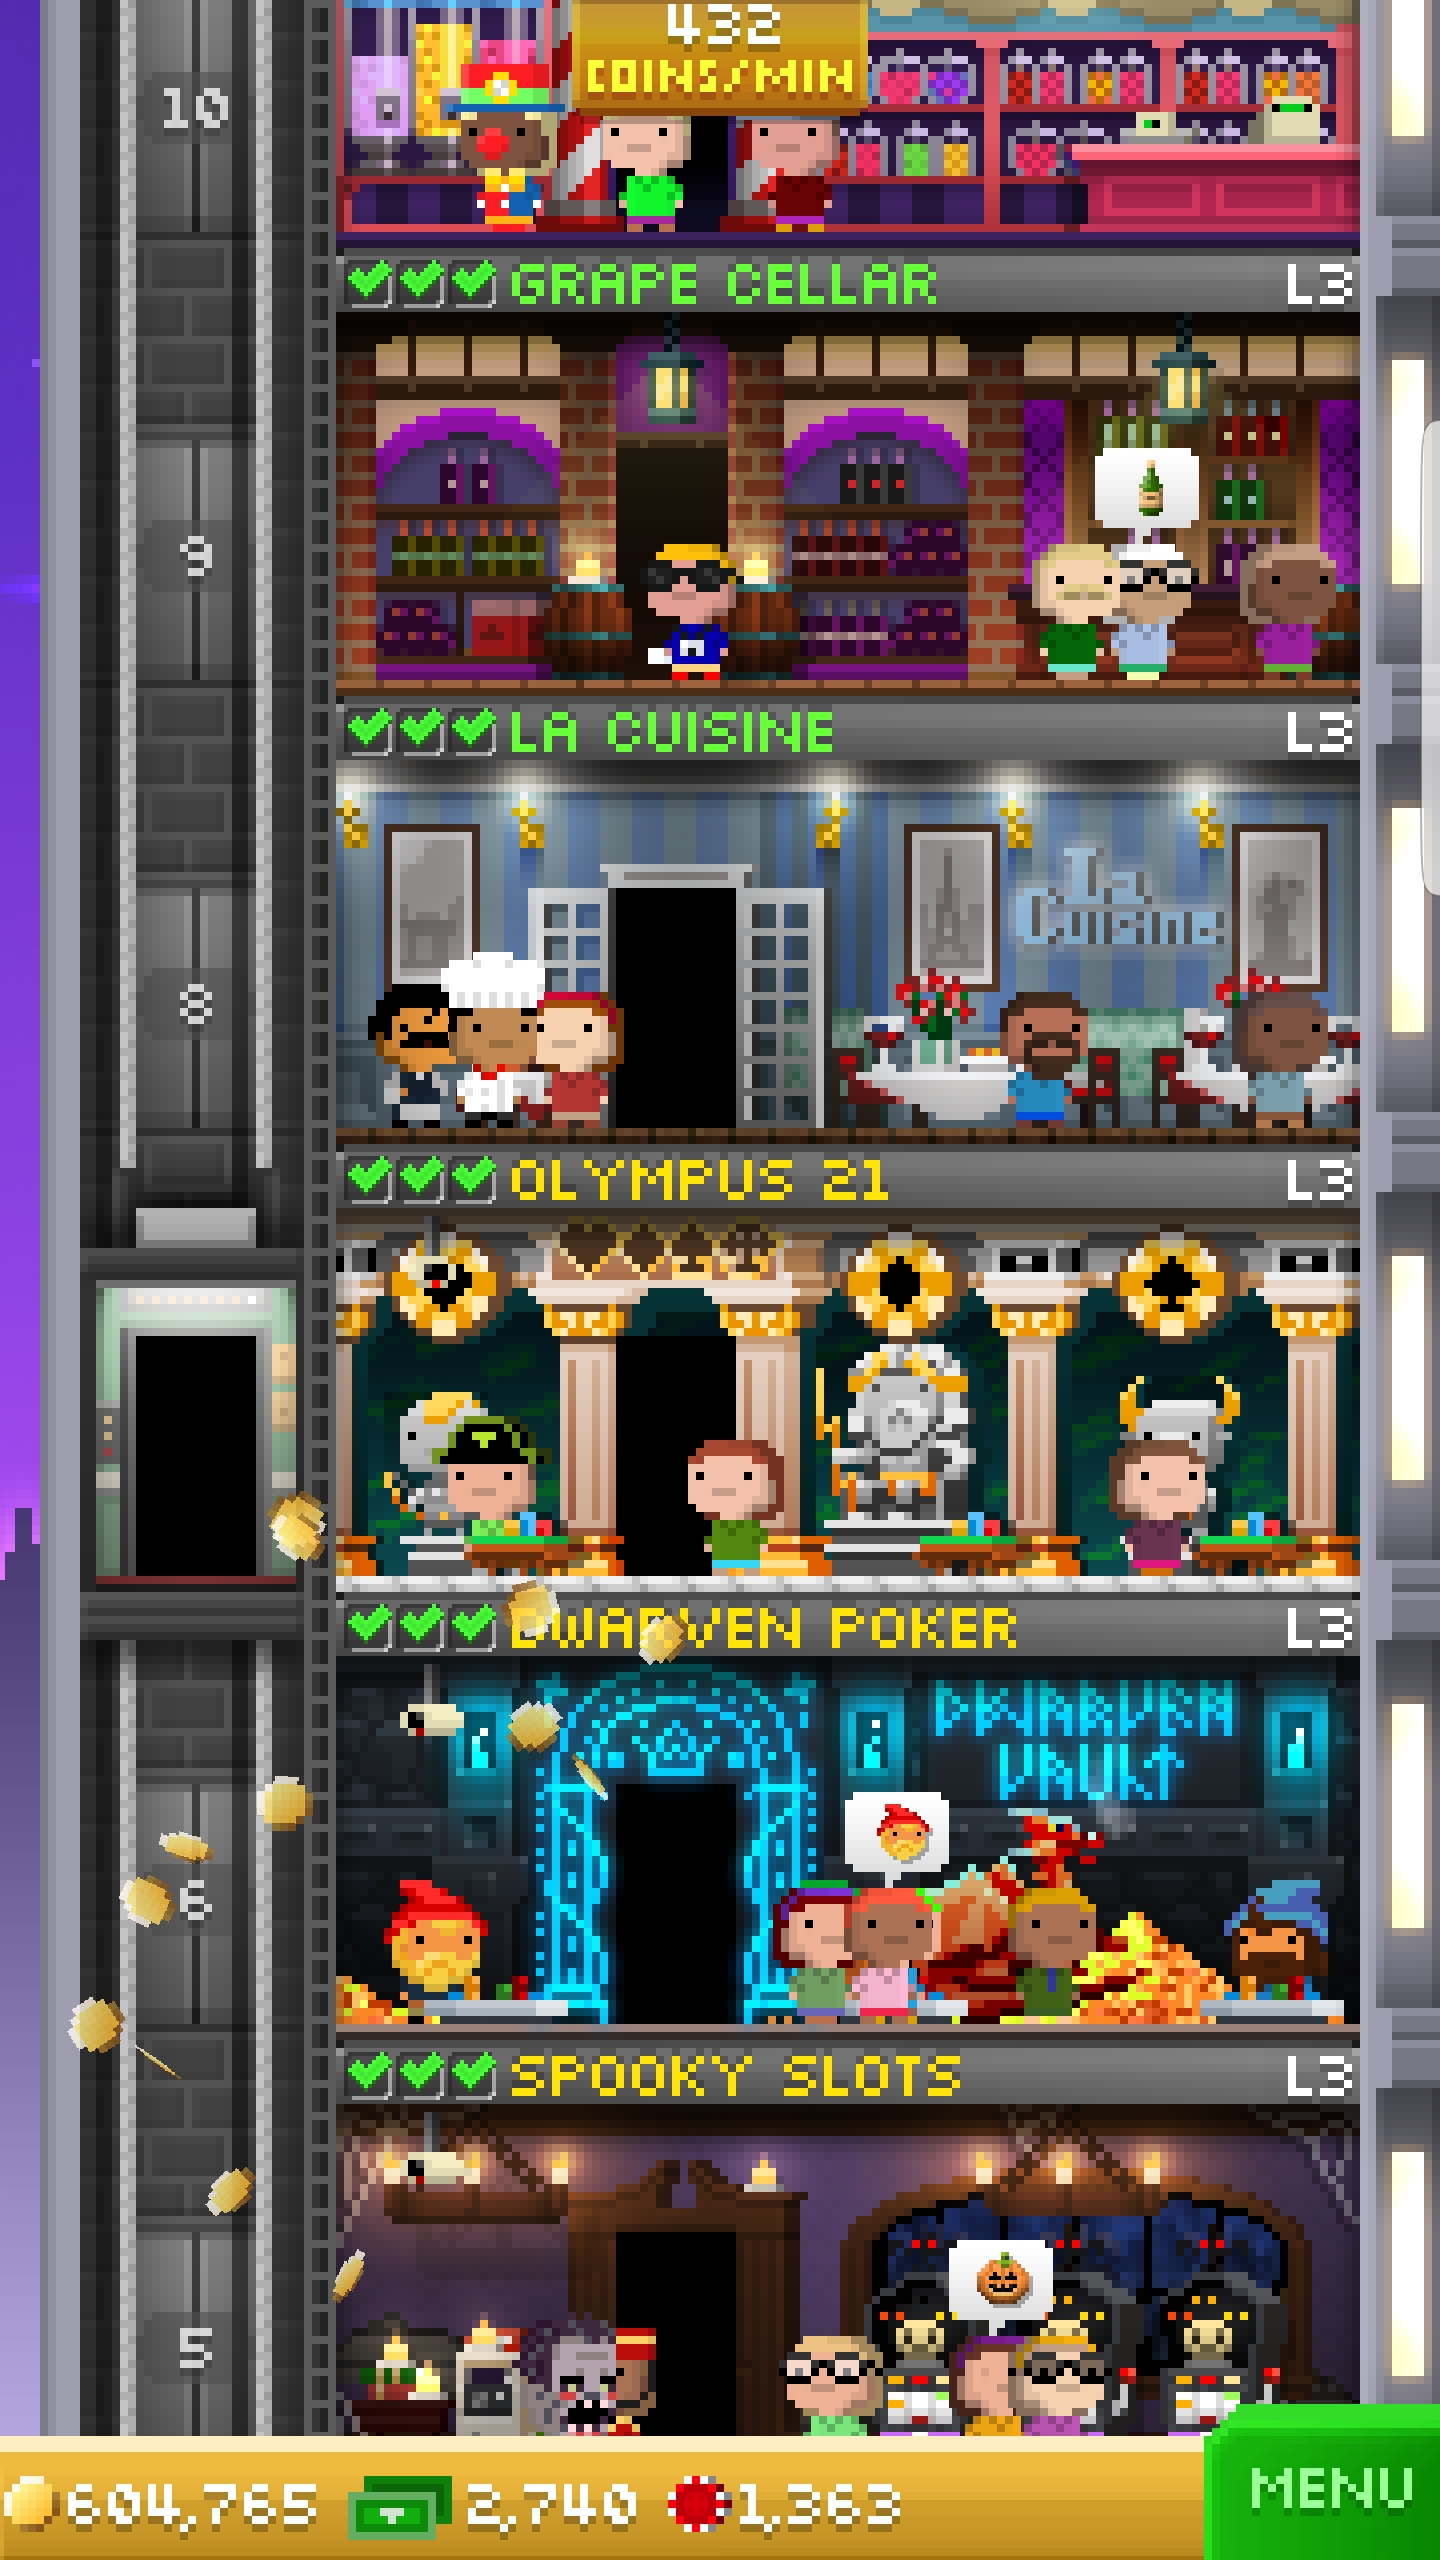 432
COINS/MIN
10
GRAPE CELLAR L3
9
LA CUISINE L3
La
Cuisine
8
OLYMPUS 21 L3
DWARVEN POKER L3
DWARVEN
VAULT
6
SPOOKY SLOTS L3
5
604,765 2,740 1,363
MENU